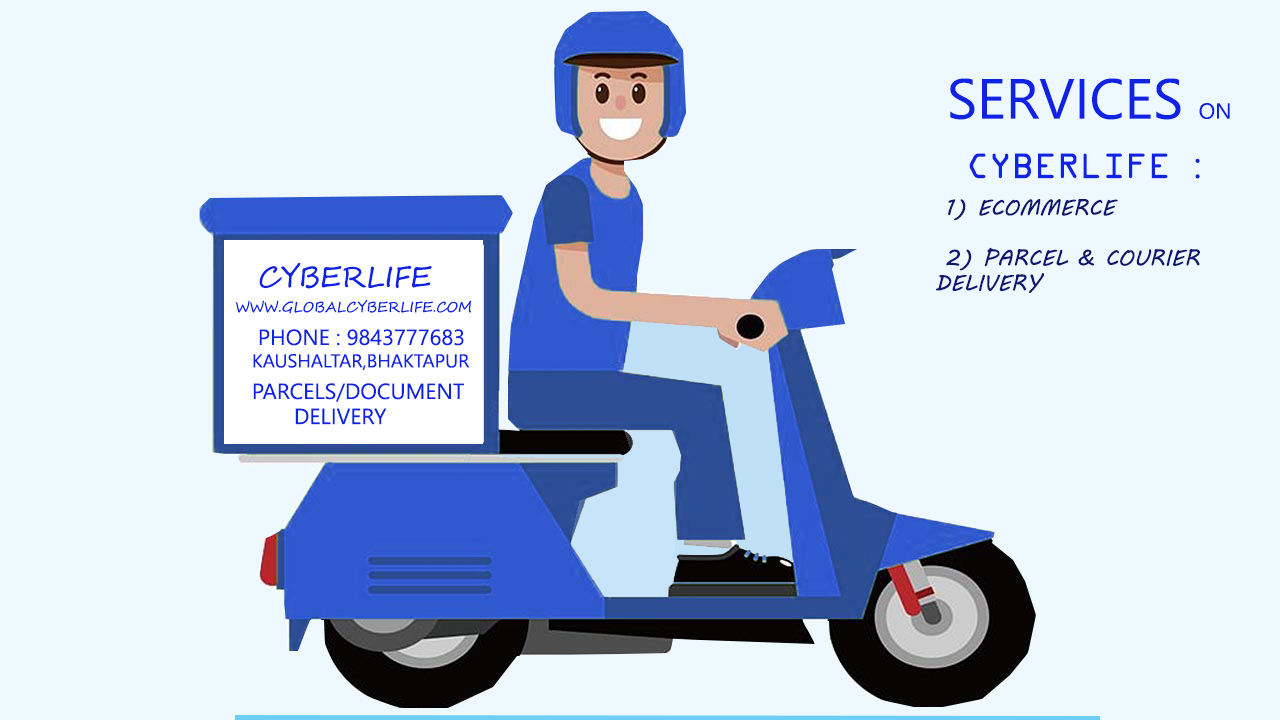 SERVICES ON
CYBERLIFE :
1) ECOMMERCE
2) PARCEL & COURIER
DELIVERY
CYBERLIFE
WWW.GLOBALCYBERLIFE.COM
PHONE : 9843777683
KAUSHALTAR,BHAKTAPUR
PARCELS/DOCUMENT
DELIVERY